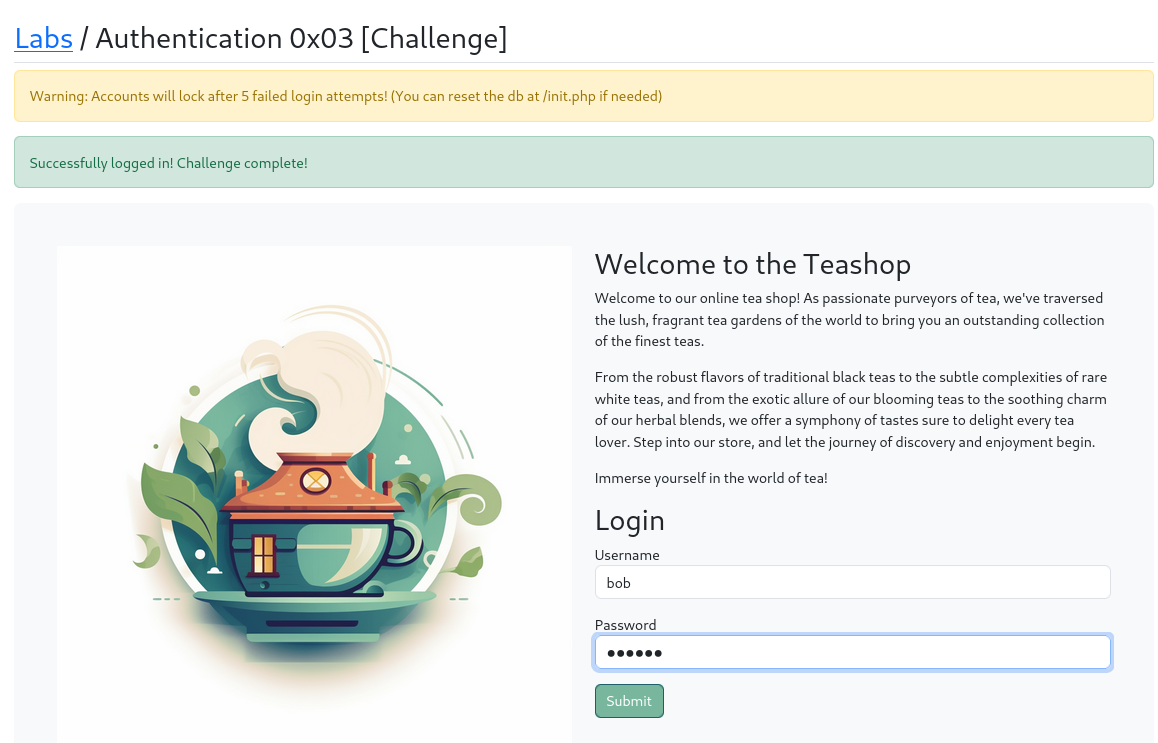 Labs / Authentication 0x03 [Challenge]
Warning: Accounts will lock after 5 failed login attempts! (You can reset the db at /init.php if needed)
Successfully logged in! Challenge complete!
Welcome to the Teashop
Welcome to our online tea shop! As passionate purveyors of tea, we've traversed
the lush, fragrant tea gardens of the world to bring you an outstanding collection
of the finest teas.
From the robust flavors of traditional black teas to the subtle complexities of rare
white teas, and from the exotic allure of our blooming teas to the soothing charm
of our herbal blends, we offer a symphony of tastes sure to delight every tea
lover. Step into our store, and let the journey of discovery and enjoyment begin.
Immerse yourself in the world of tea!
Login
Username
bob
Password
••••••
Submit